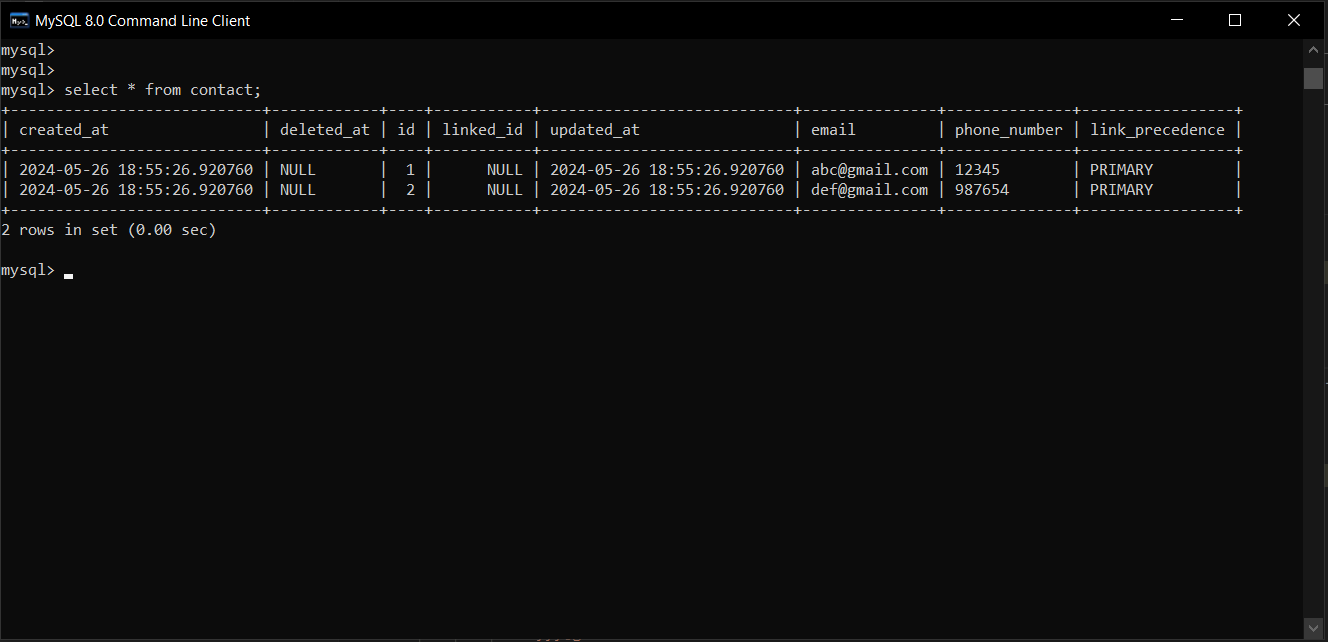 MySQL 8.0 Command Line Client
mysql>
mysql>
mysql> select * from contact;
+----------------------------+------------+----+-----------+----------------------------+---------------+--------------+-----------------+
| created_at                 | deleted_at | id | linked_id | updated_at                 | email         | phone_number | link_precedence |
+----------------------------+------------+----+-----------+----------------------------+---------------+--------------+-----------------+
| 2024-05-26 18:55:26.920760 | NULL       |  1 |      NULL | 2024-05-26 18:55:26.920760 | abc@gmail.com | 12345        | PRIMARY         |
| 2024-05-26 18:55:26.920760 | NULL       |  2 |      NULL | 2024-05-26 18:55:26.920760 | def@gmail.com | 987654       | PRIMARY         |
+----------------------------+------------+----+-----------+----------------------------+---------------+--------------+-----------------+
2 rows in set (0.00 sec)
mysql>